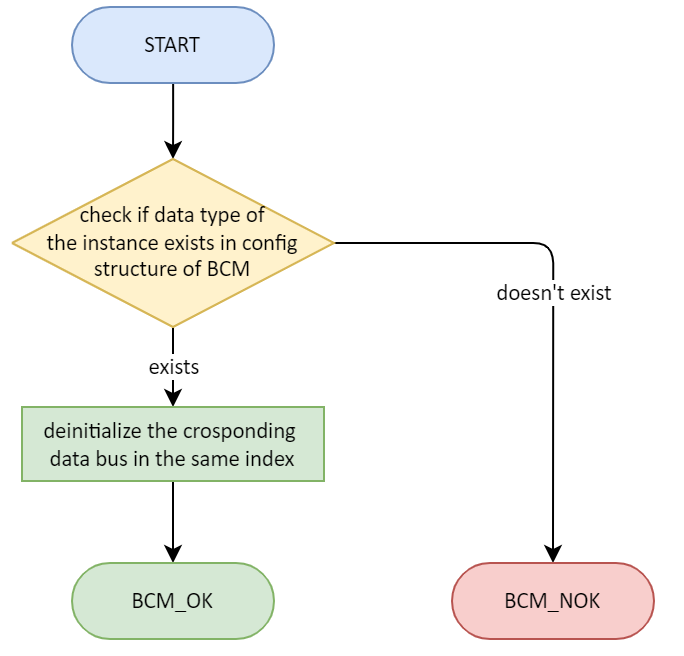 START
check if data type of
the instance exists in config
structure of BCM
doesn't exist
exists
deinitialize the crosponding
data bus in the same index
BCM_OK
BCM_NOK